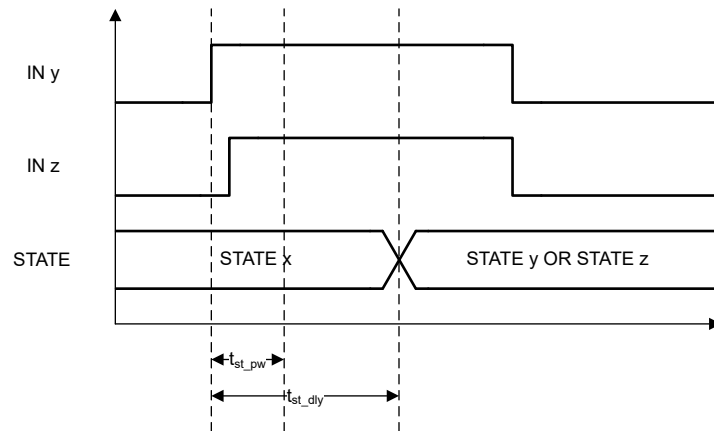 IN y
IN z
STATE
STATE x
STATE y OR STATE z
t_st_pw
t_st_dly